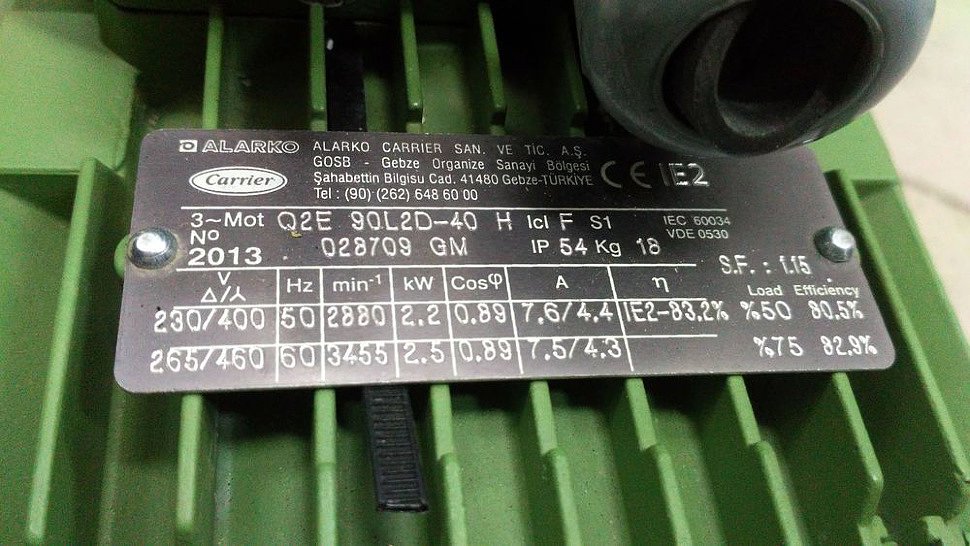 ALARKO
Carrier
ALARKO CARRIER SAN. VE TİC. A.Ş.
GOSB - Gebze Organize Sanayi Bölgesi
Şahabettin Bilgisu Cad. 41480 Gebze-TÜRKİYE
Tel : (90) (262) 648 60 00
CE IE2
3~Mot Q2E 90L2D-40 H Icl F S1
No 028709 GM IP 54 Kg 18
2013
IEC 60034
VDE 0530
S.F. : 1.15
V Δ/⅄ Hz min⁻¹ kW Cosφ A η Load Efficiency
230/400 50 2880 2.2 0.89 7.6/4.4 IE2-83.2% %50 80.5%
265/460 60 3455 2.5 0.89 7.5/4.3 %75 82.9%